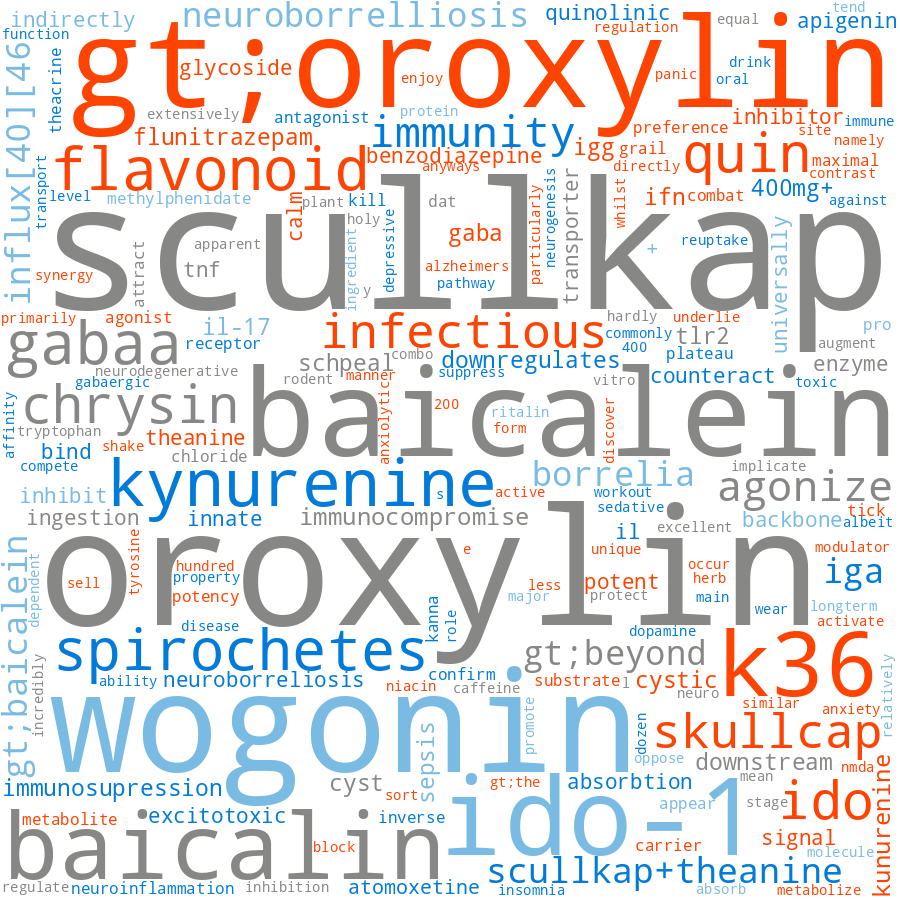 tend
indirectly
neuroborrelliosis
quinolinic
apigenin
function
regulation
equal
gt;oroxylin
glycoside
enjoy
panic
drink
oral
theacrine
influx[40][46
extensively
antagonist
protein
inhibitor
immune
flunitrazepam
immunity
preference
site
namely
flavonoid
benzodiazepine
anyways
igg
grail
directly
quin
maximal
contrast
transport
level
methylphenidate
calm
plant
kill
holy
dat
depressive
particularly
neurogenesis
transporter
whilst
ifn
combat
400mg+
against
scullkap
gaba
reuptake
universally
apparent
attract
tnf
ingredient
y
+
synergy
alzheimers
pathway
primarily
agonist
il-17
receptor
infectious
hardly
underlie
commonly
400
tlr2
pro
augment
gabaa
schpeal
combo
downregulates
plateau
enzyme
neurodegenerative
gabaergic
rodent
manner
suppress
vitro
counteract
toxic
chrysin
baicalein
anxiolytic
200
ritalin
form
discover
affinity
tryptophan
shake
theanine
bind
chloride
compete
kynurenine
s
active
borrelia
workout
sedative
implicate
agonize
inhibit
ingestion
innate
immunocompromise
il
excellent
backbone
tick
albeit
oroxylin
tyrosine
e
unique
occur
modulator
gt;baicalein
dependent
sell
hundred
property
potency
less
major
potent
protect
herb
main
iga
wear
longterm
activate
disease
kanna
role
dopamine
spirochetes
gt;beyond
k36
ability
neuroborreliosis
confirm
niacin
caffeine
substrate
l
cystic
neuro
similar
anxiety
relatively
incredibly
wogonin
promote
dozen
skullcap
oppose
downstream
mean
nmda
immunosupression
cyst
sepsis
sort
gt;the
absorbtion
ido-1
appear
stage
ido
kunurenine
metabolite
excitotoxic
inverse
baicalin
block
carrier
signal
molecule
scullkap+theanine
regulate
neuroinflammation
inhibition
atomoxetine
insomnia
absorb
metabolize